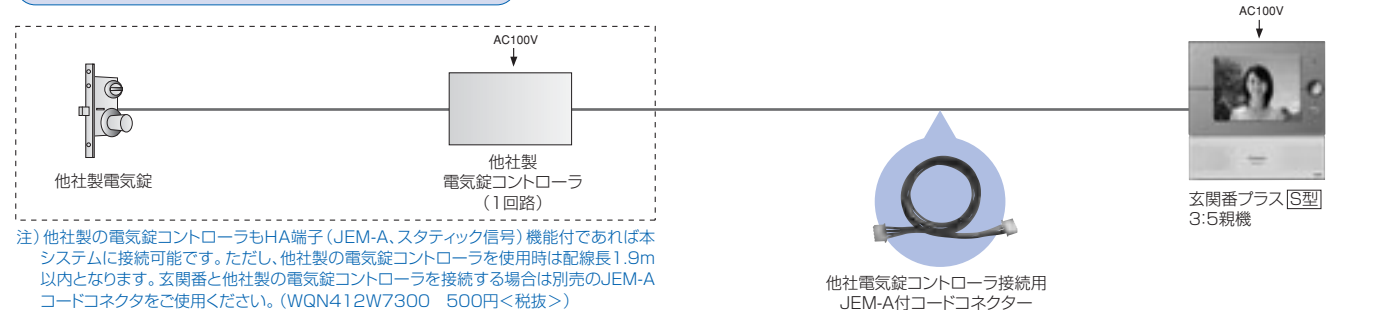 AC100V
AC100V
他社製電気錠
他社製
電気錠コントローラ
（1回路）
玄関番プラス S型
3:5親機
注）他社製の電気錠コントローラもHA端子（JEM-A、スタティック信号）機能付であれば本
システムに接続可能です。ただし、他社製の電気錠コントローラを使用時は配線長1.9m
以内となります。玄関番と他社製の電気錠コントローラを接続する場合は別売のJEM-A
コードコネクタをご使用ください。（WQN412W7300　500円＜税抜＞）
他社電気錠コントローラ接続用
JEM-A付コードコネクター